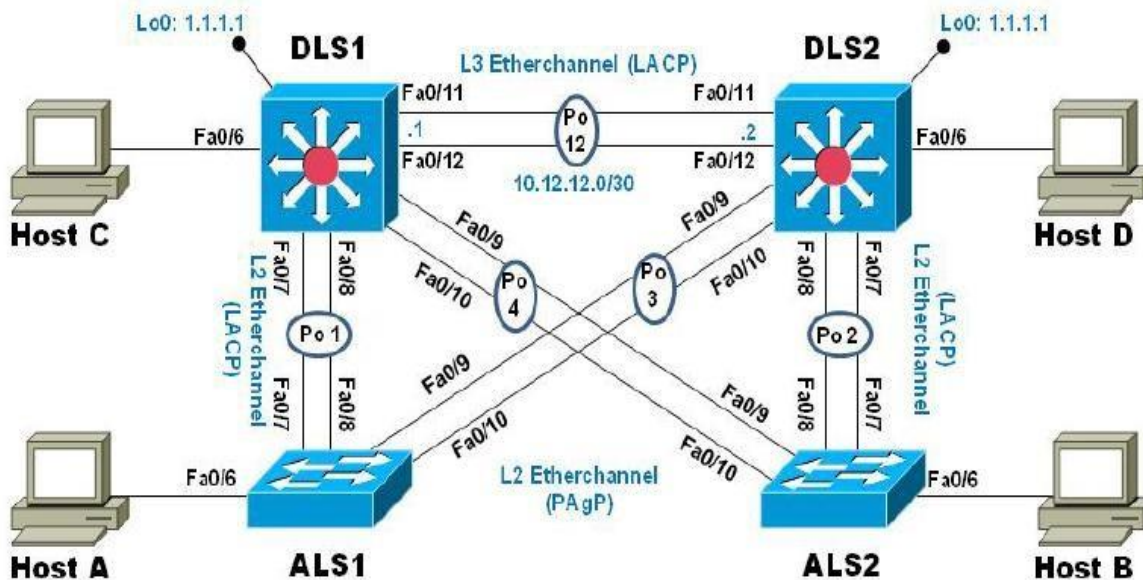 Lo0: 1.1.1.1
Lo0: 1.1.1.1
DLS1
DLS2
L3 Etherchannel (LACP)
Fa0/11
Fa0/11
Po
12
.1
.2
Fa0/6
Fa0/6
Fa0/12
Fa0/12
10.12.12.0/30
Host C
Host D
Fa0/9
Fa0/9
Fa0/10
Fa0/10
Fa0/7
Fa0/8
Fa0/8
Fa0/7
L2 Etherchannel
(LACP)
(LACP)
L2 Etherchannel
Po
4
Po
3
Po 1
Po 2
Fa0/7
Fa0/8
Fa0/9
Fa0/10
Fa0/9
Fa0/10
Fa0/8
Fa0/7
L2 Etherchannel
(PAgP)
Fa0/6
Fa0/6
Host A
ALS1
ALS2
Host B